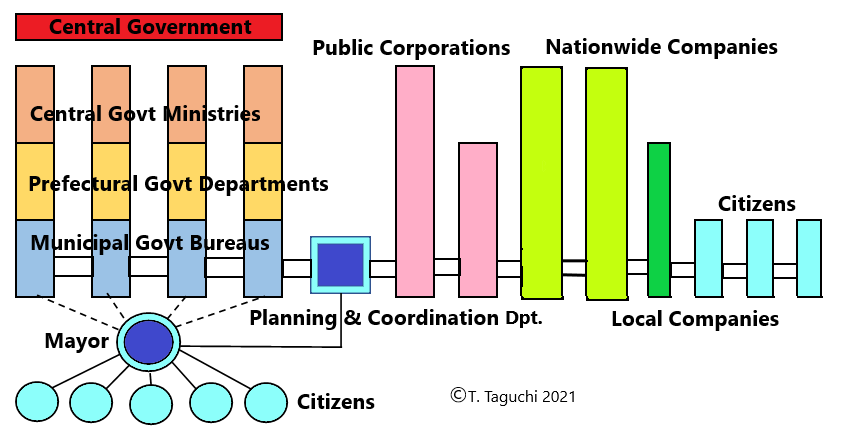 Central Government
Public Corporations
Nationwide Companies
Central Govt Ministries
Prefectural Govt Departments
Citizens
Municipal Govt Bureaus
Planning & Coordination Dpt.
Local Companies
Mayor
Citizens
©T. Taguchi 2021